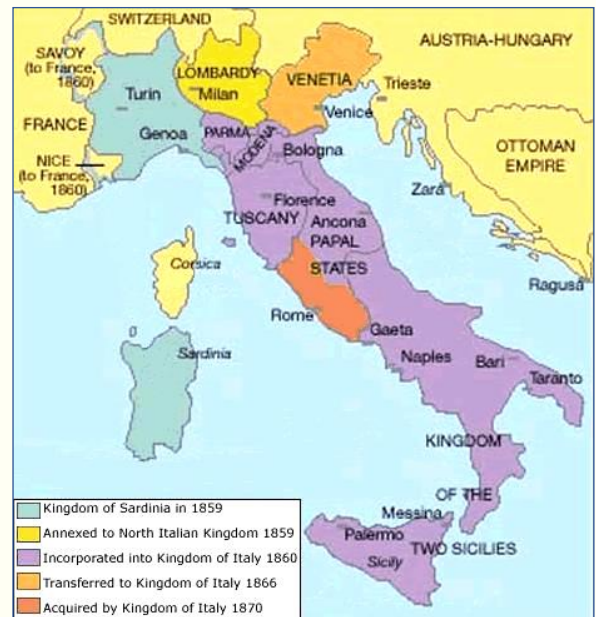 SWITZERLAND
AUSTRIA-HUNGARY
SAVOY
(to France,
1860)
LOMBARDY
Milan
VENETIA
Trieste
Turin
Venice
FRANCE
Genoa
PARMA
MODENA
Bologna
OTTOMAN
EMPIRE
NICE
(to France,
1860)
Zara
Florence
TUSCANY
Ancona
PAPAL
STATES
Corsica
Ragusa
Rome
Gaeta
Sardinia
Naples
Bari
Taranto
KINGDOM
OF THE
Messina
Palermo
TWO SICILIES
Sicily
Kingdom of Sardinia in 1859
Annexed to North Italian Kingdom 1859
Incorporated into Kingdom of Italy 1860
Transferred to Kingdom of Italy 1866
Acquired by Kingdom of Italy 1870